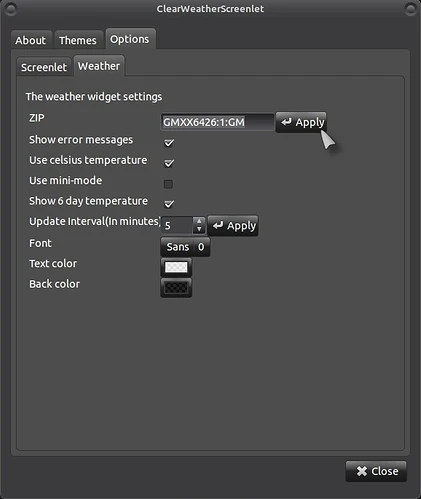 ClearWeatherScreenlet
About Themes Options
Screenlet Weather
The weather widget settings
ZIP GMXX6426:1:GM Apply
Show error messages
Use celsius temperature
Use mini-mode
Show 6 day temperature
Update Interval(In minutes) 5 Apply
Font Sans 0
Text color
Back color
Close